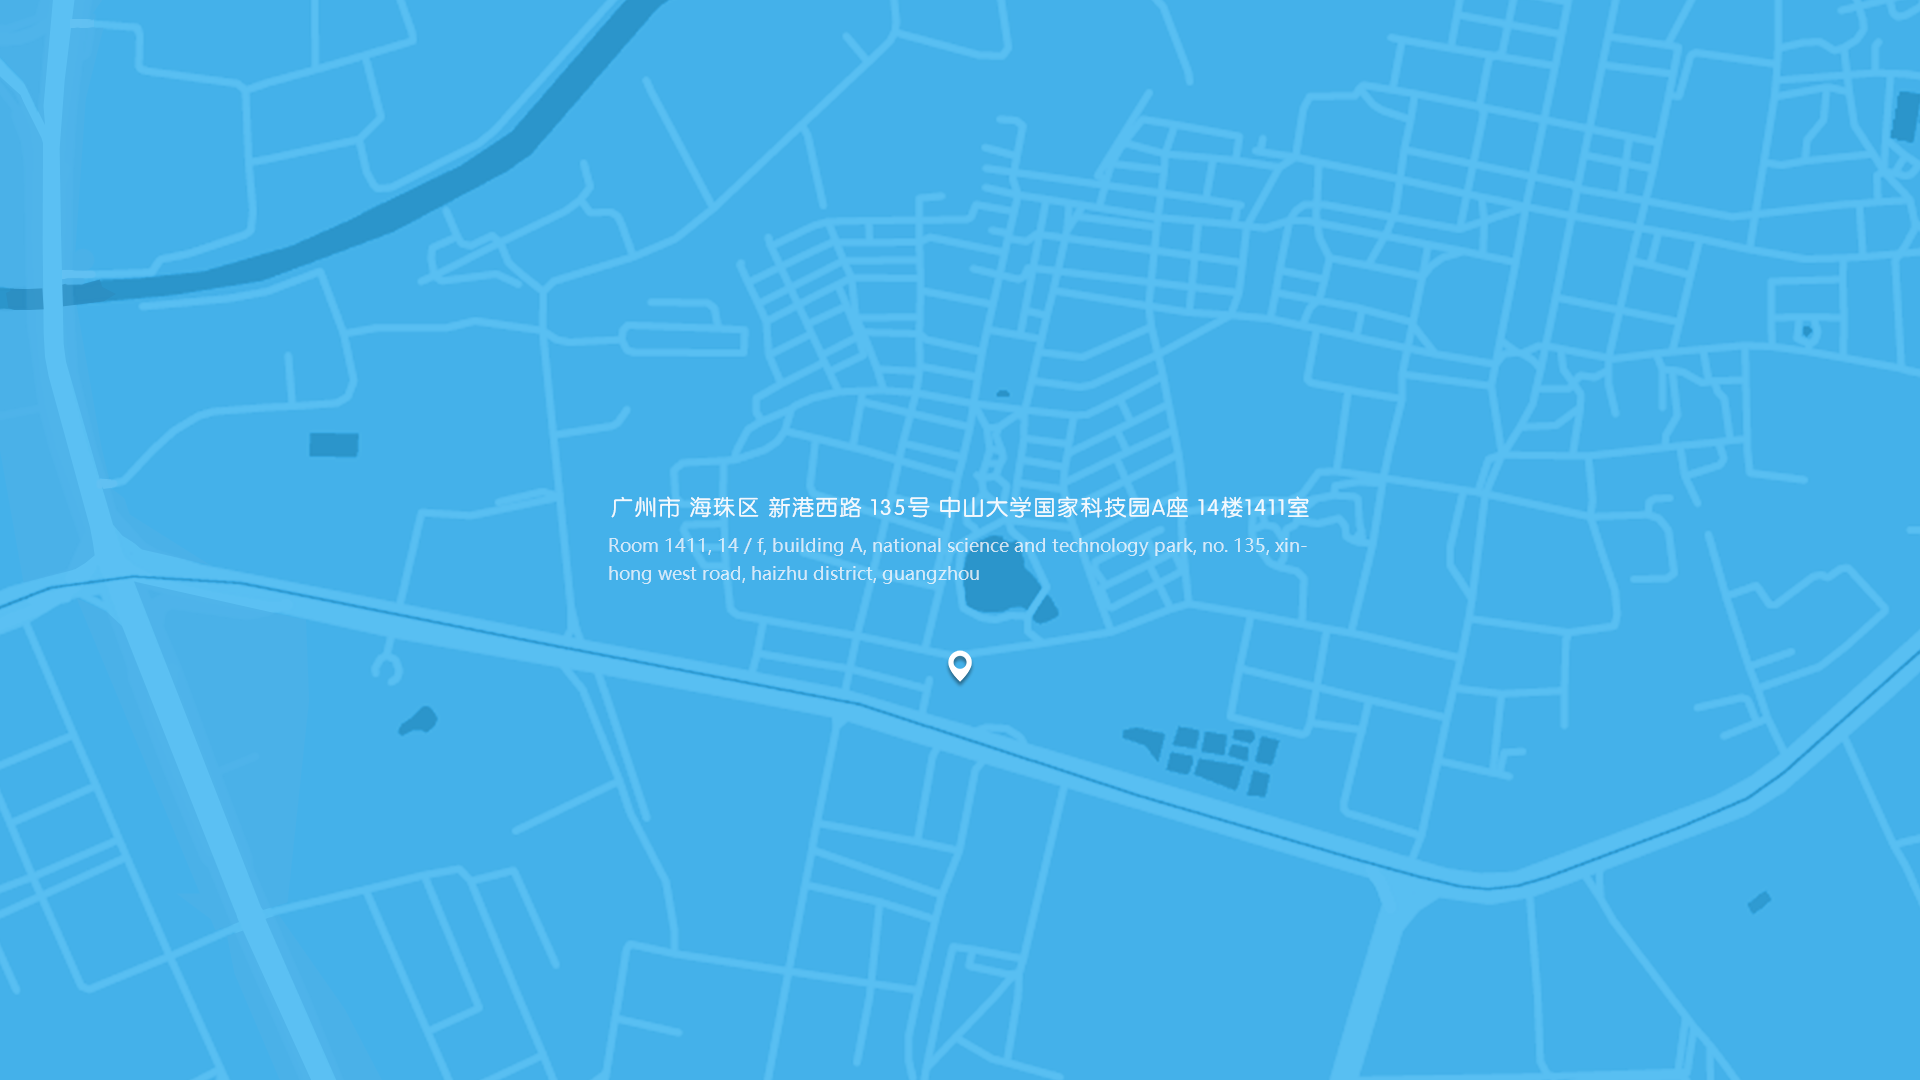 广州市 海珠区 新港西路 135号 中山大学国家科技园A座 14楼1411室
Room 1411, 14 / f, building A, national science and technology park, no. 135, xin-
hong west road, haizhu district, guangzhou